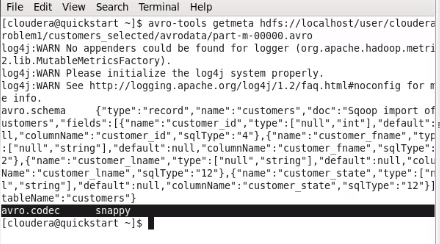 File Edit View Search Terminal Help
[cloudera@quickstart ~]$ avro-tools getmeta hdfs://localhost/user/cloudera
roblem1/customers_selected/avrodata/part-m-00000.avro
log4j:WARN No appenders could be found for logger (org.apache.hadoop.metri
2.lib.MutableMetricsFactory).
log4j:WARN Please initialize the log4j system properly.
log4j:WARN See http://logging.apache.org/log4j/1.2/faq.html#noconfig for m
e info.
avro.schema {"type":"record","name":"customers","doc":"Sqoop import of
ustomers","fields":[{"name":"customer_id","type":["null","int"],"default":
ll,"columnName":"customer_id","sqlType":"4"},{"name":"customer_fname","typ
:["null","string"],"default":null,"columnName":"customer_fname","sqlType":
2"},{"name":"customer_lname","type":["null","string"],"default":null,"colu
Name":"customer_lname","sqlType":"12"},{"name":"customer_state","type":["n
l","string"],"default":null,"columnName":"customer_state","sqlType":"12"}]
tableName":"customers"}
avro.codec snappy
[cloudera@quickstart ~]$